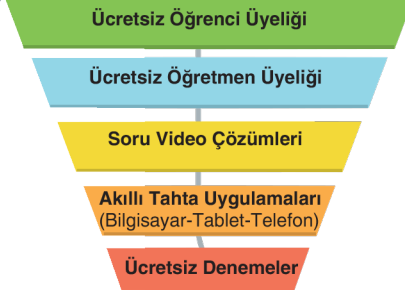 Ücretsiz Öğrenci Üyeliği
Ücretsiz Öğretmen Üyeliği
Soru Video Çözümleri
Akıllı Tahta Uygulamaları
(Bilgisayar-Tablet-Telefon)
Ücretsiz Denemeler